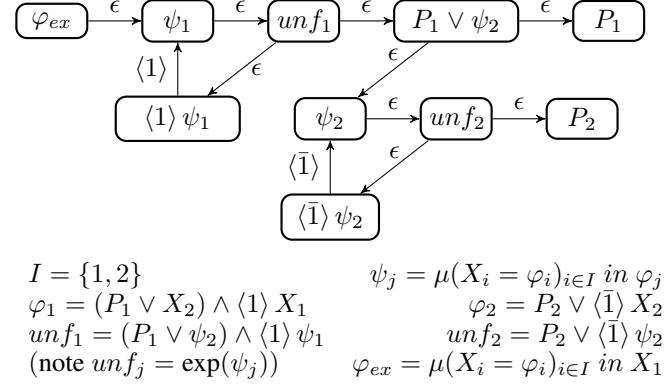 ϵ ϵ ϵ ϵ
φ_ex ψ_1 unf_1 P_1 ∨ ψ_2 P_1
⟨1⟩ ϵ ϵ
ϵ ϵ
⟨1⟩ ψ_1 ψ_2 unf_2 P_2
⟨1̄⟩ ϵ
⟨1̄⟩ ψ_2
I = {1, 2} ψ_j = μ(X_i = φ_i)_{i∈I} in φ_j
φ_1 = (P_1 ∨ X_2) ∧ ⟨1⟩ X_1 φ_2 = P_2 ∨ ⟨1̄⟩ X_2
unf_1 = (P_1 ∨ ψ_2) ∧ ⟨1⟩ ψ_1 unf_2 = P_2 ∨ ⟨1̄⟩ ψ_2
(note unf_j = exp(ψ_j)) φ_ex = μ(X_i = φ_i)_{i∈I} in X_1